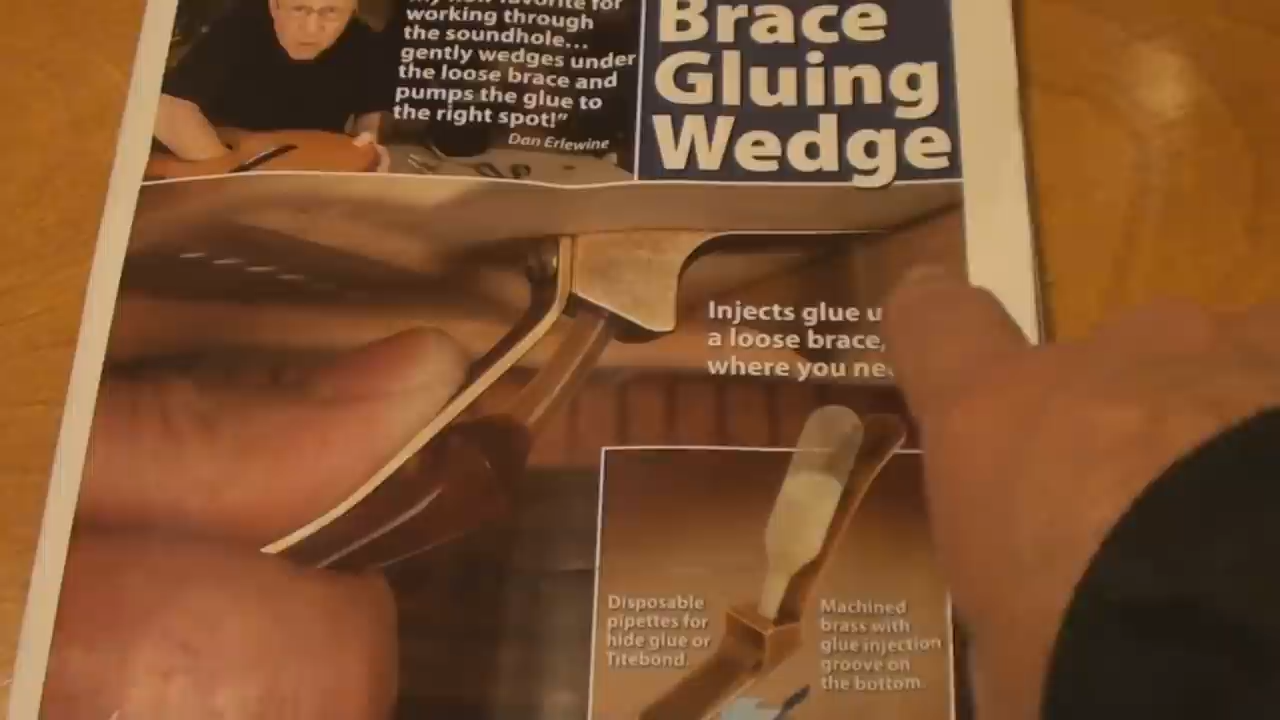 favorite for
working through
the soundhole...
gently wedges under
the loose brace and
pumps the glue to
the right spot!"
Dan Erlewine
Brace
Gluing
Wedge
Injects glue u
a loose brace,
where you ne
Disposable
pipettes for
hide glue or
Titebond.
Machined
brass with
glue injection
groove on
the bottom.